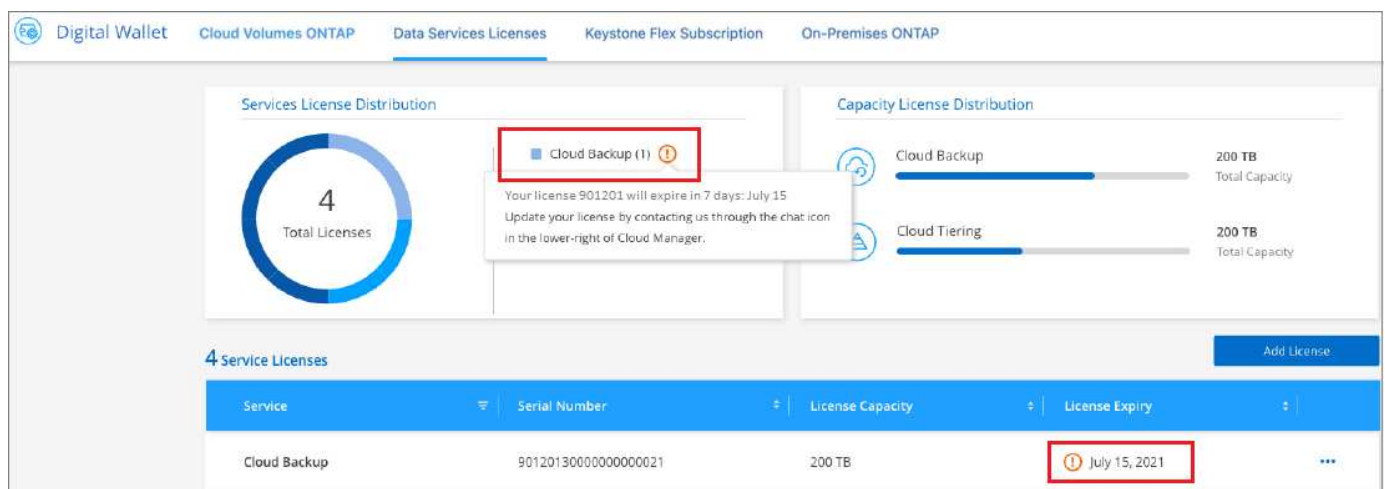 Digital Wallet Cloud Volumes ONTAP Data Services Licenses Keystone Flex Subscription On-Premises ONTAP
Services License Distribution
4
Total Licenses
Cloud Backup (1)
Your license 901201 will expire in 7 days: July 15
Update your license by contacting us through the chat icon
in the lower-right of Cloud Manager.
Capacity License Distribution
Cloud Backup
200 TB
Total Capacity
Cloud Tiering
200 TB
Total Capacity
4 Service Licenses
Add License
Service Serial Number License Capacity License Expiry
Cloud Backup 90120130000000000021 200 TB July 15, 2021